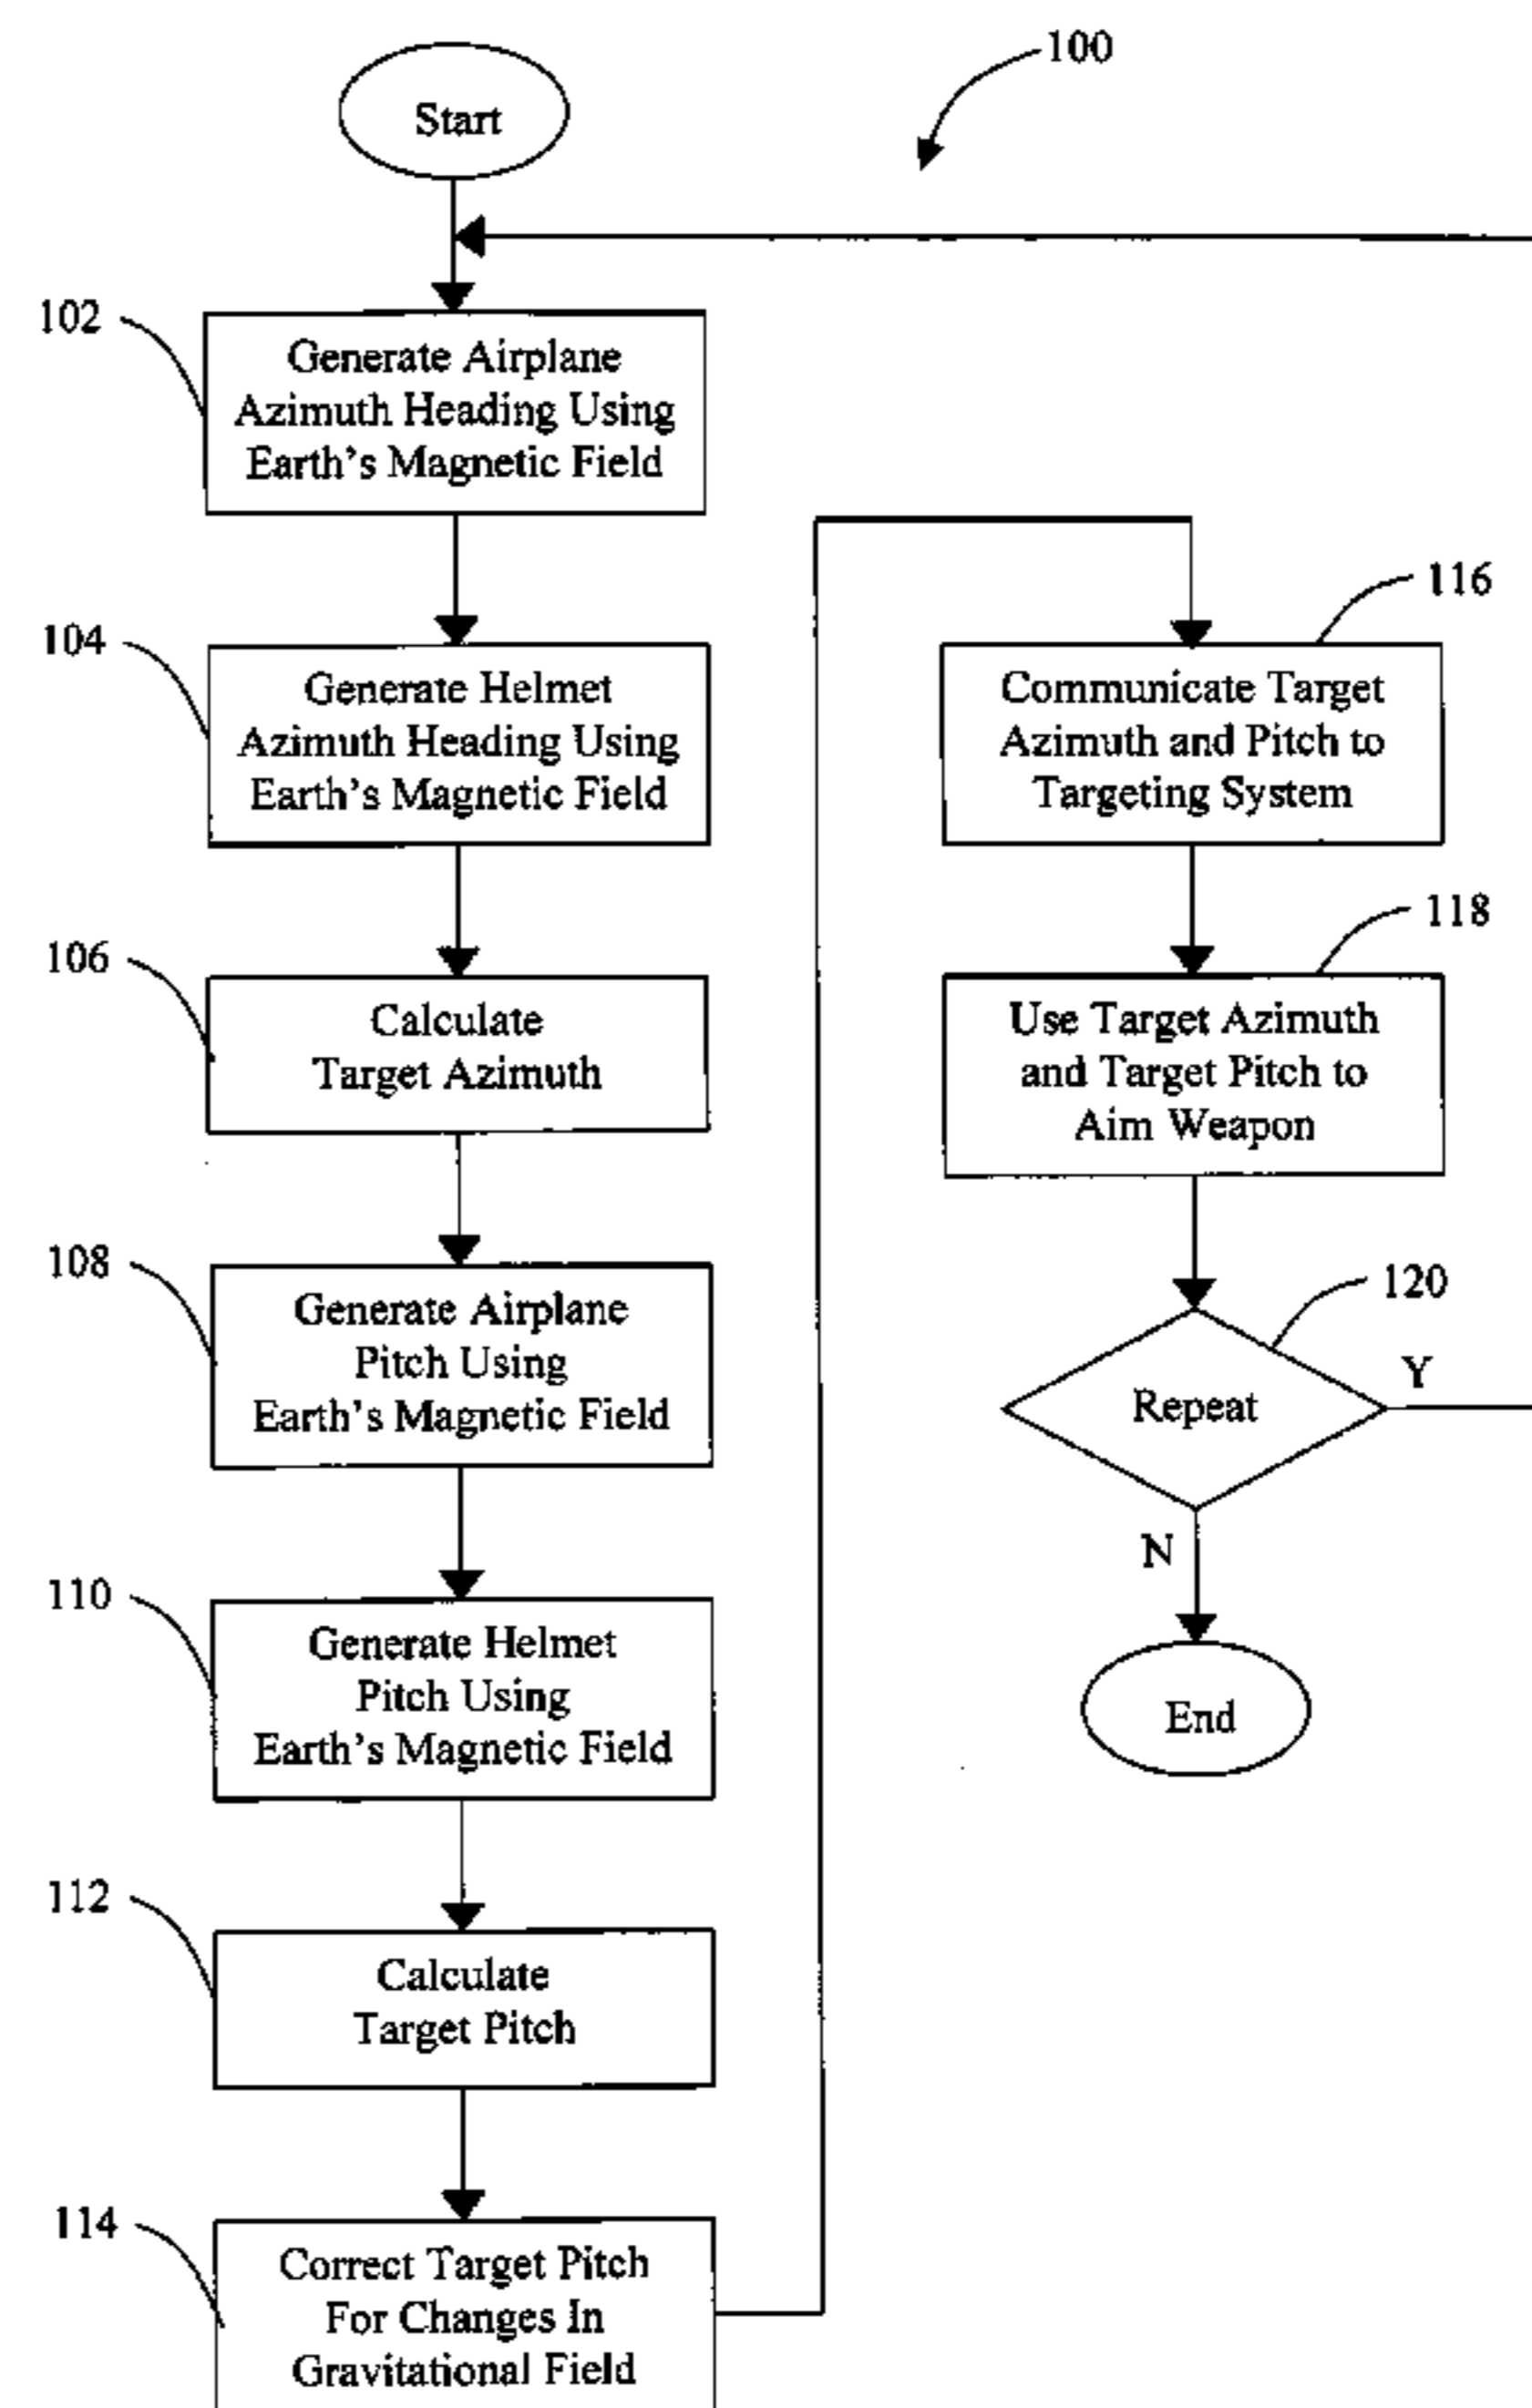 100
Start
102
Generate Airplane
Azimuth Heading Using
Earth's Magnetic Field
104
Generate Helmet
Azimuth Heading Using
Earth's Magnetic Field
106
Calculate
Target Azimuth
108
Generate Airplane
Pitch Using
Earth's Magnetic Field
110
Generate Helmet
Pitch Using
Earth's Magnetic Field
112
Calculate
Target Pitch
114
Correct Target Pitch
For Changes In
Gravitational Field
116
Communicate Target
Azimuth and Pitch to
Targeting System
118
Use Target Azimuth
and Target Pitch to
Aim Weapon
120
Repeat
Y
N
End